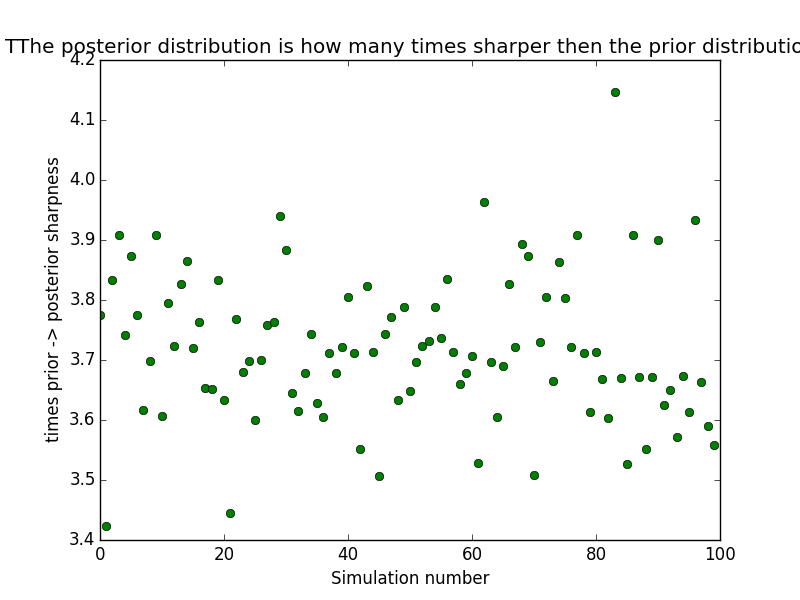 TThe posterior distribution is how many times sharper then the prior distributio
4.2
4.1
4.0
3.9
3.8
3.7
3.6
3.5
3.4
times prior -> posterior sharpness
0 20 40 60 80 100
Simulation number